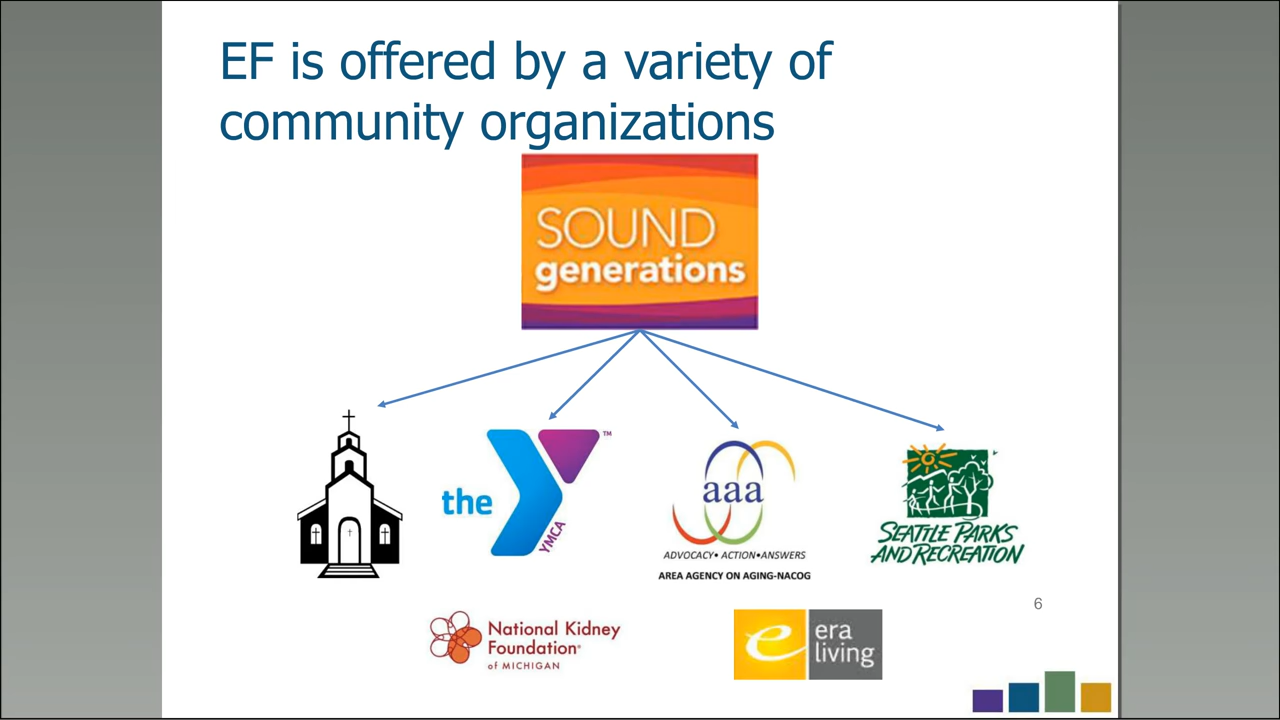 EF is offered by a variety of
community organizations
SOUND
generations
the
YMCA
TM
aaa
ADVOCACY• ACTION•ANSWERS
AREA AGENCY ON AGING-NACOG
SEATTLE PARKS
AND RECREATION
6
National Kidney
Foundation®
of MICHIGAN
e
era
living